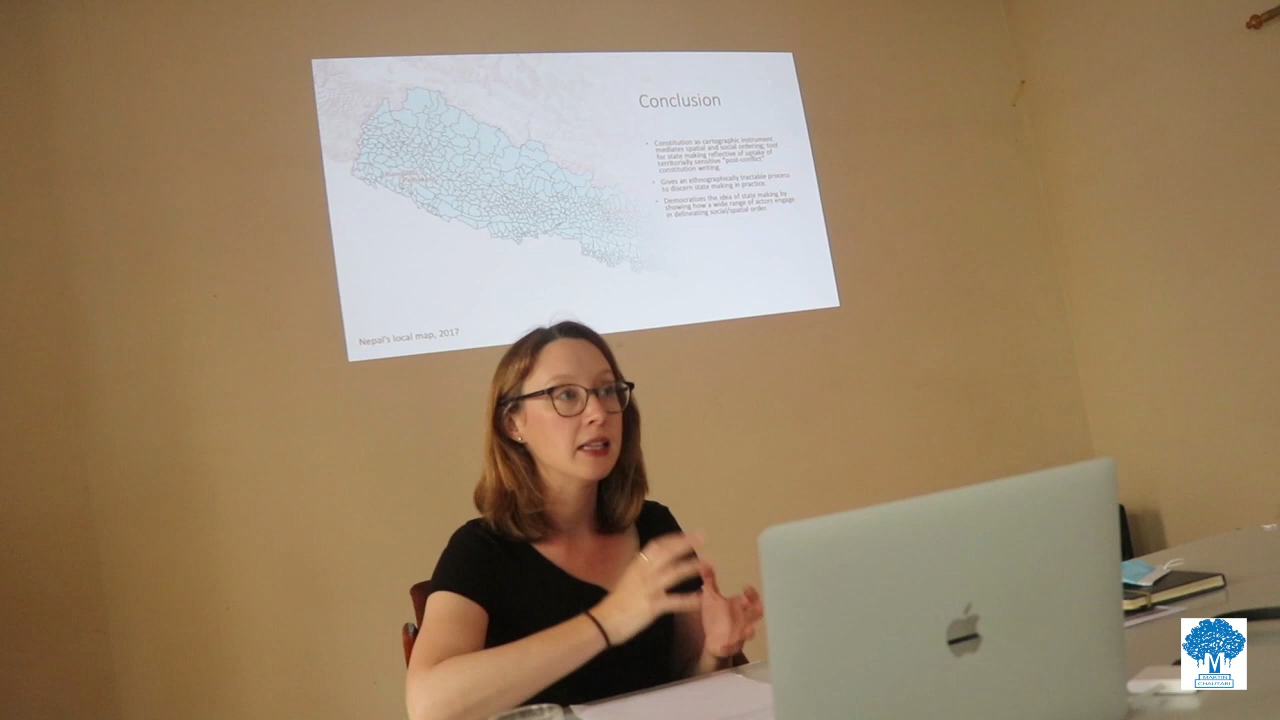 Conclusion
Constitution as cartographic instrument
mediates spatial and social ordering; tool
for state making reflective of uptake of
territorially sensitive "post-conflict"
constitution writing.
Gives an ethnographically tractable process
to discern state making in practice.
Democratises the idea of state making by
showing how a wide range of actors engage
in delineating social/spatial order.
Nepal's local map, 2017
M
MARTIN
CHAUTARI